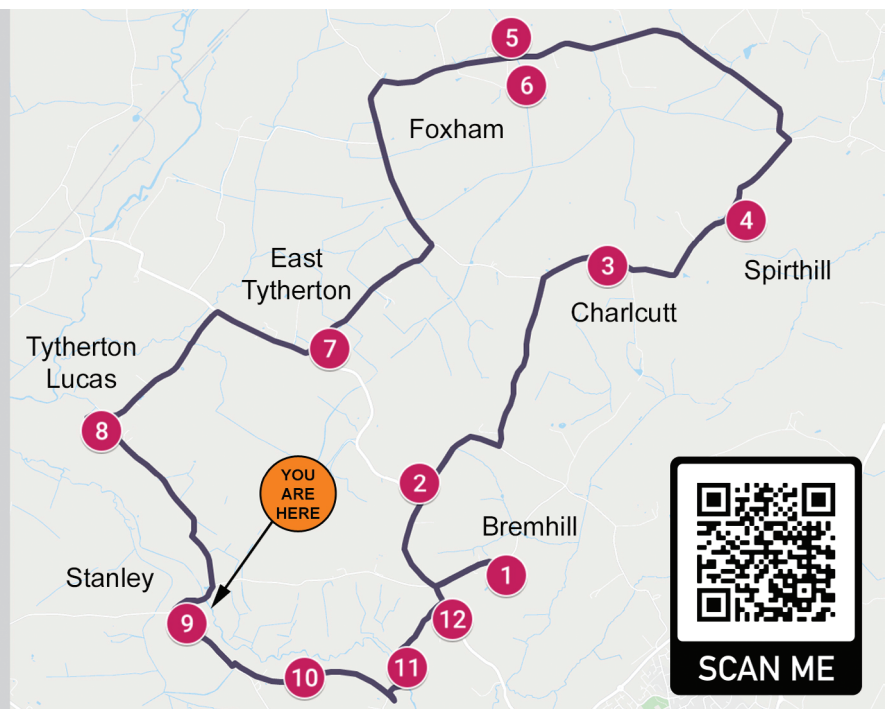 5
6
Foxham
4
East
Tytherton
3
Spirthill
Charlcutt
7
Tytherton
Lucas
8
YOU
ARE
HERE
2
Bremhill
Stanley
1
9
12
11
10
SCAN ME